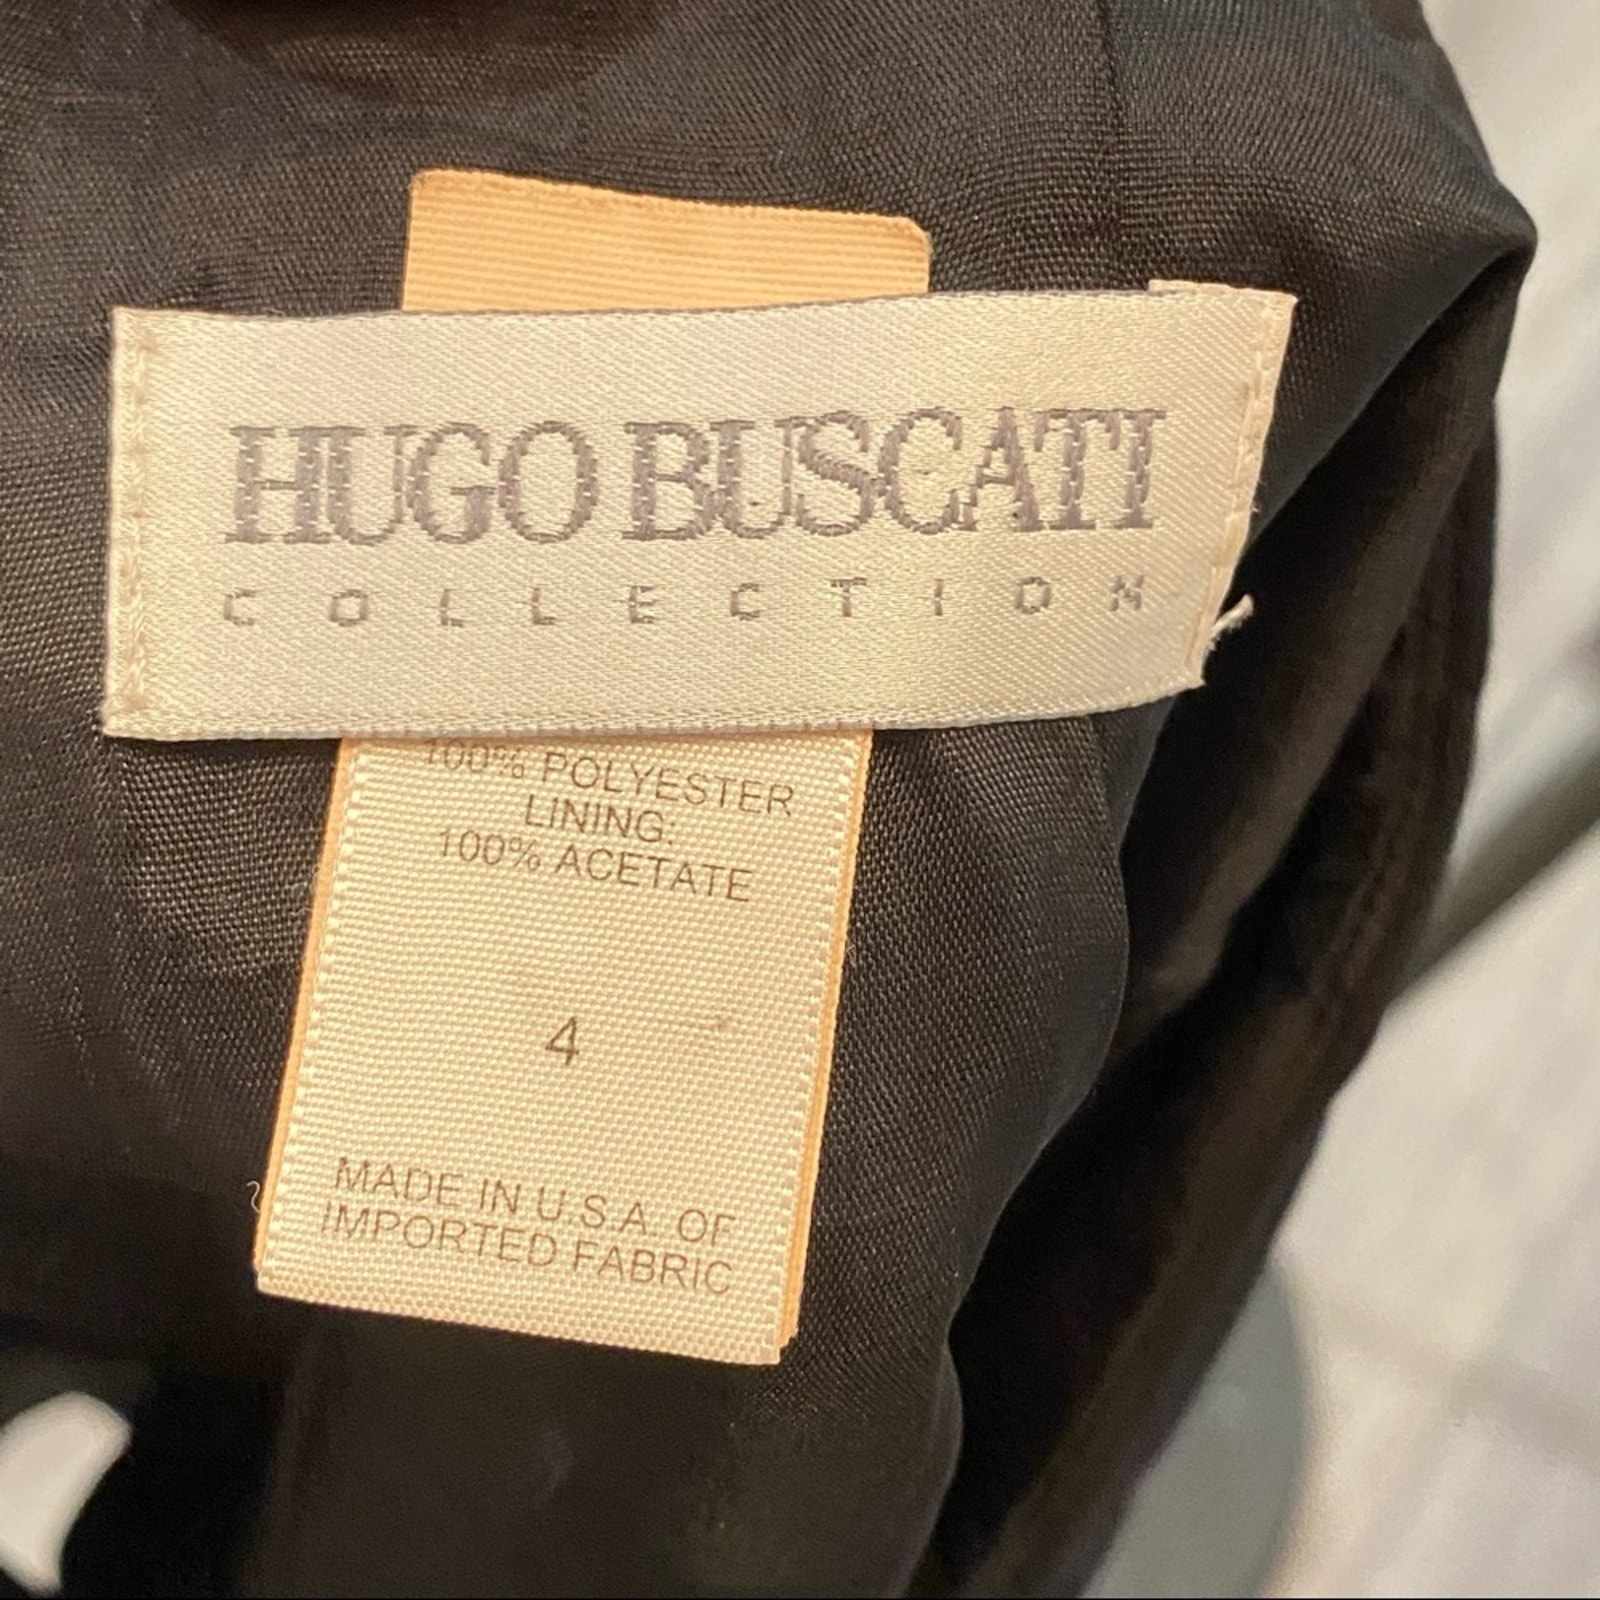 HUGO BUSCATI
COLLECTION
100% POLYESTER
LINING:
100% ACETATE
4
MADE IN U.S.A. OF
IMPORTED FABRIC